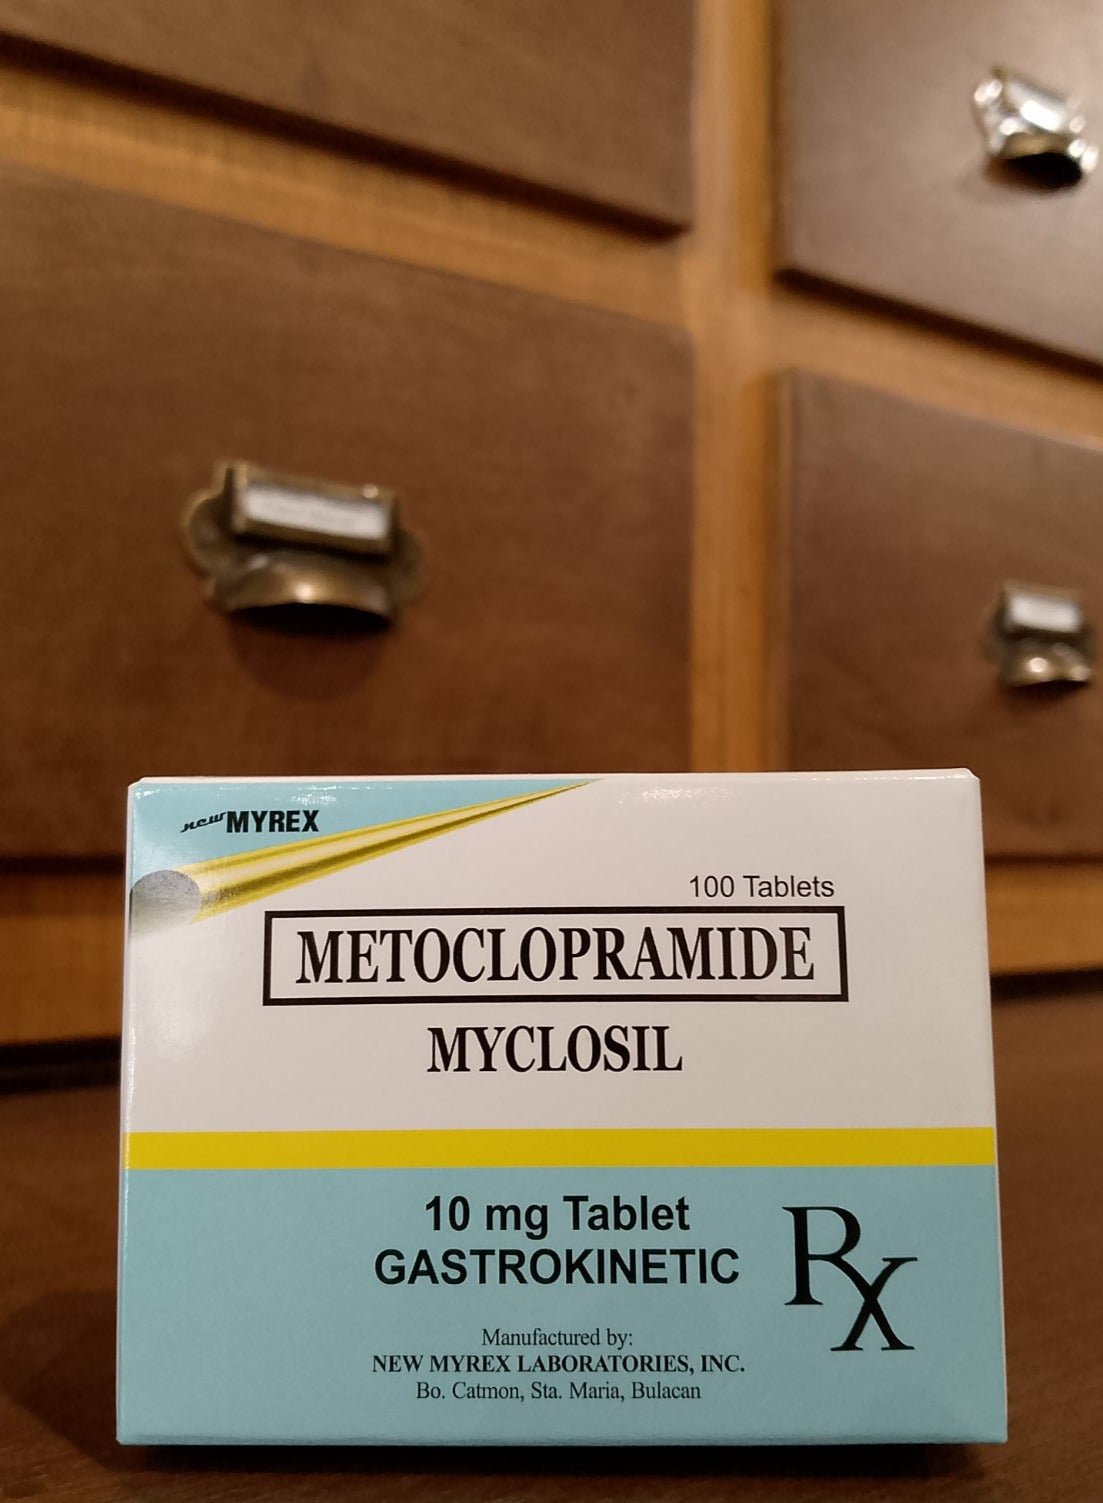 new MYREX
100 Tablets
METOCLOPRAMIDE
MYCLOSIL
10 mg Tablet
GASTROKINETIC
Rx
Manufactured by:
NEW MYREX LABORATORIES, INC.
Bo. Catmon, Sta. Maria, Bulacan